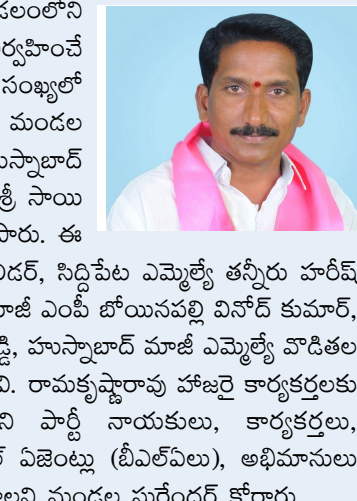 డలంలోని
ర్వహించే
సంఖ్యలో
మండల
స్నాబాద్
శ్రీ సాయి
పారు. ఈ
డర్, సిద్దిపేట ఎమ్మెల్యే తన్నీరు హరీష్
ాజీ ఎంపీ బోయినపల్లి వినోద్ కుమార్,
డ్డి, హుస్నాబాద్ మాజీ ఎమ్మెల్యే వొడితల
వి. రామకృష్ణారావు హాజరై కార్యకర్తలకు
ని పార్టీ నాయకులు, కార్యకర్తలు,
ఏజెంట్లు (బీఎల్ఏలు), అభిమానులు
మండల సురేందర్ కోరారు